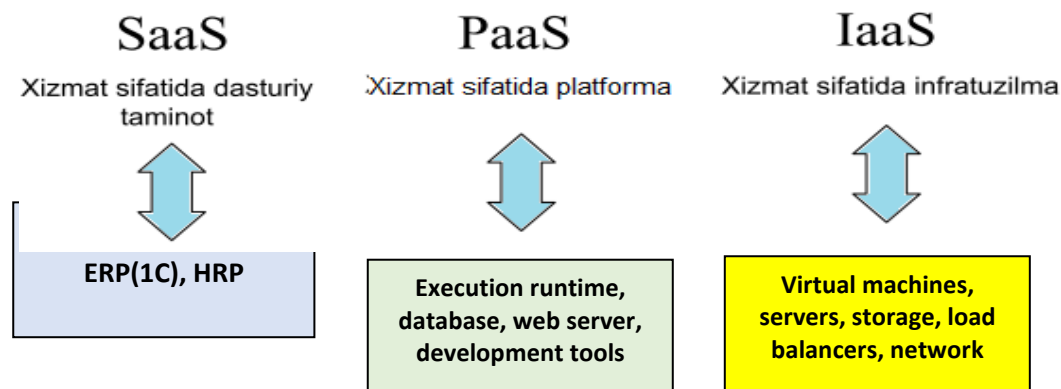 SaaS
Xizmat sifatida dasturiy
taminot
ERP(1C), HRP
PaaS
Xizmat sifatida platforma
Execution runtime,
database, web server,
development tools
IaaS
Xizmat sifatida infratuzilma
Virtual machines,
servers, storage, load
balancers, network